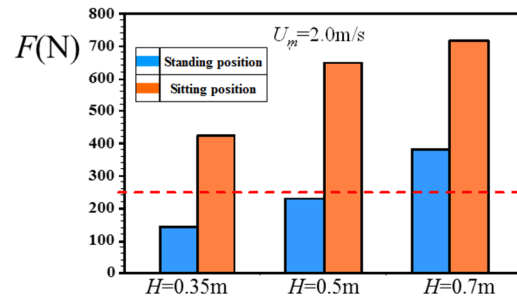 800
700
600
500
400
300
200
100
0
F(N)
Uₘ=2.0m/s
Standing position
Sitting position
H=0.35m
H=0.5m
H=0.7m